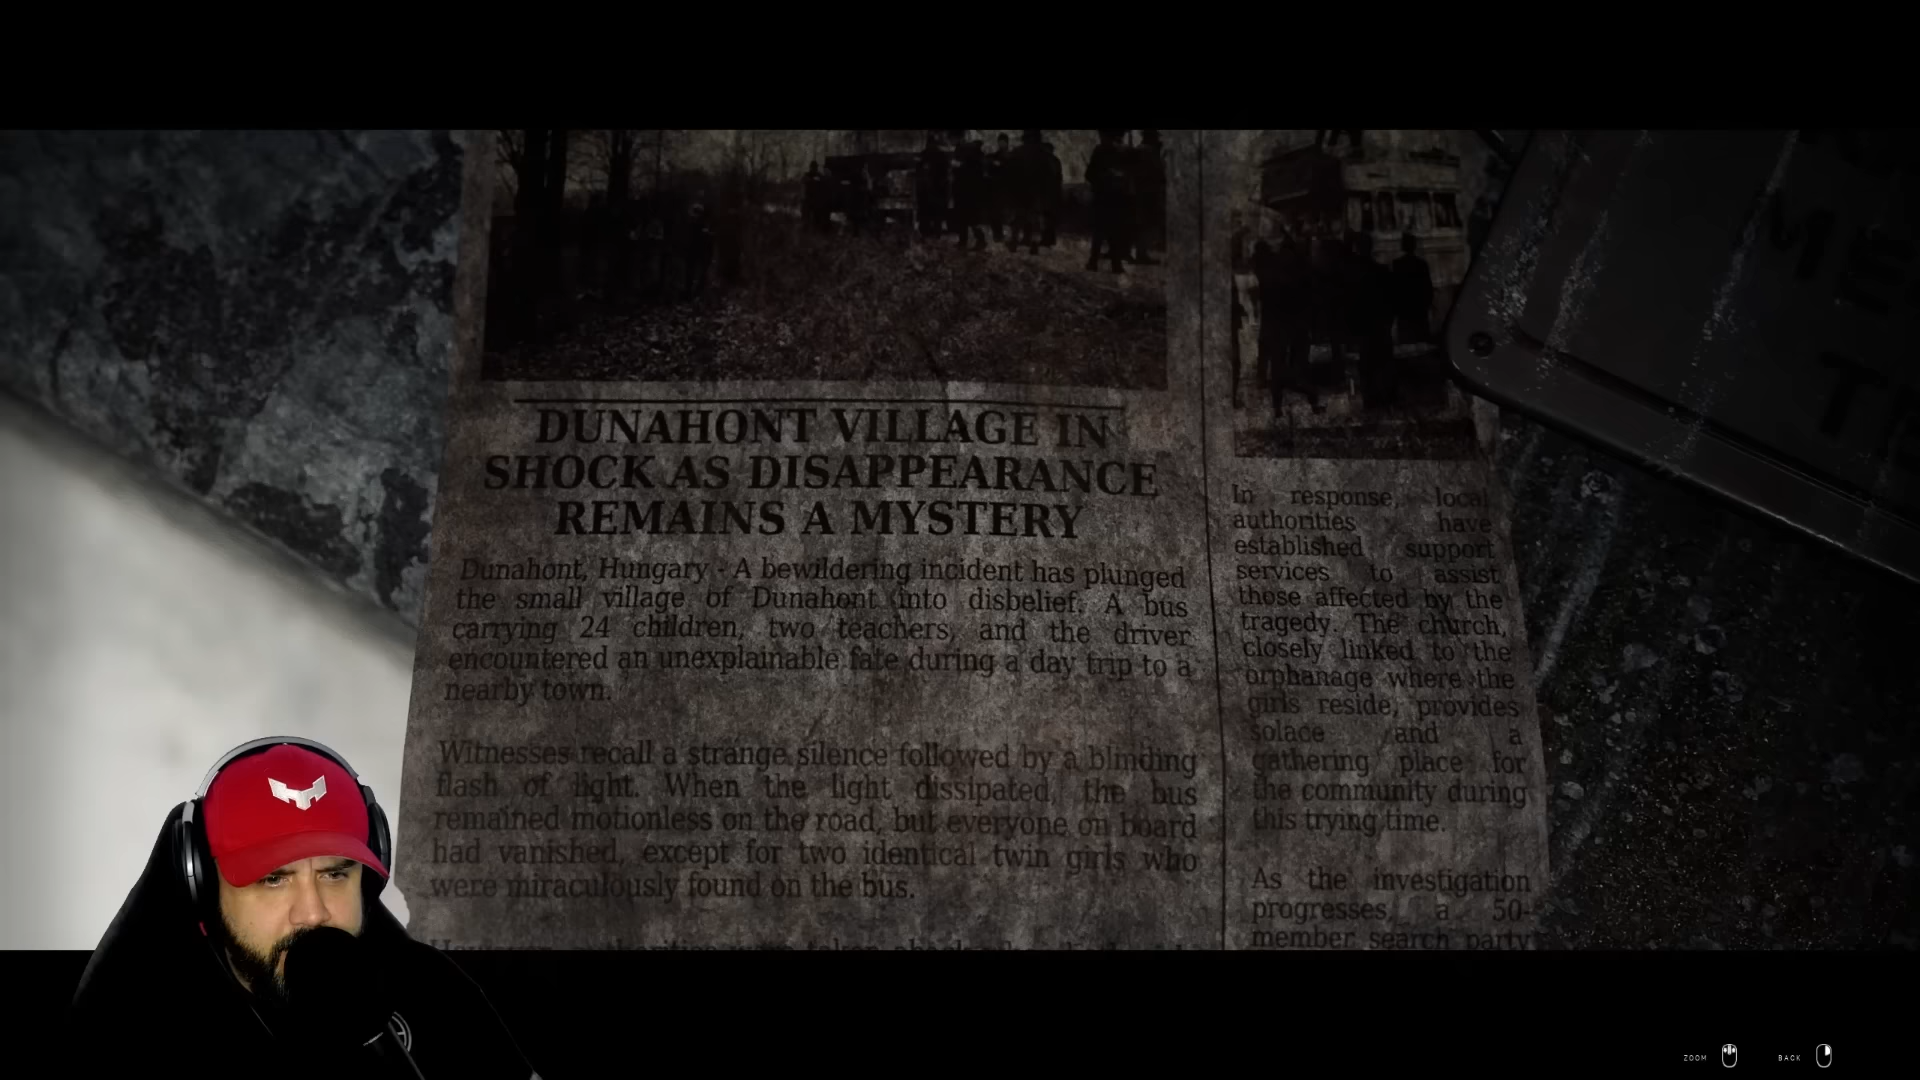 DUNAHONT VILLAGE IN
SHOCK AS DISAPPEARANCE
REMAINS A MYSTERY
Dunahont, Hungary - A bewildering incident has plunged
the small village of Dunahont into disbelief. A bus
carrying 24 children, two teachers, and the driver
encountered an unexplainable fate during a day trip to a
nearby town.
Witnesses recall a strange silence followed by a blinding
flash of light. When the light dissipated, the bus
remained motionless on the road, but everyone on board
had vanished, except for two identical twin girls who
were miraculously found on the bus.
In response, local
authorities have
established support
services to assist
those affected by the
tragedy. The church,
closely linked to the
orphanage where the
girls reside, provides
solace and a
gathering place for
the community during
this trying time.
As the investigation
progresses, a 50-
member search party
ZOOM
BACK